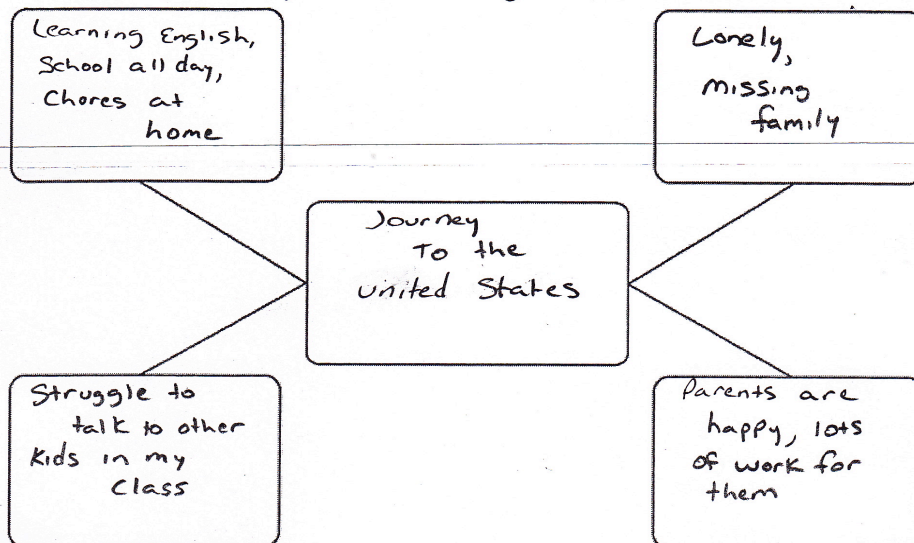 Learning English,
School all day,
Chores at
home
Lonely,
missing
family
Journey
To the
united States
Struggle to
talk to other
Kids in my
class
Parents are
happy, lots
of work for
them